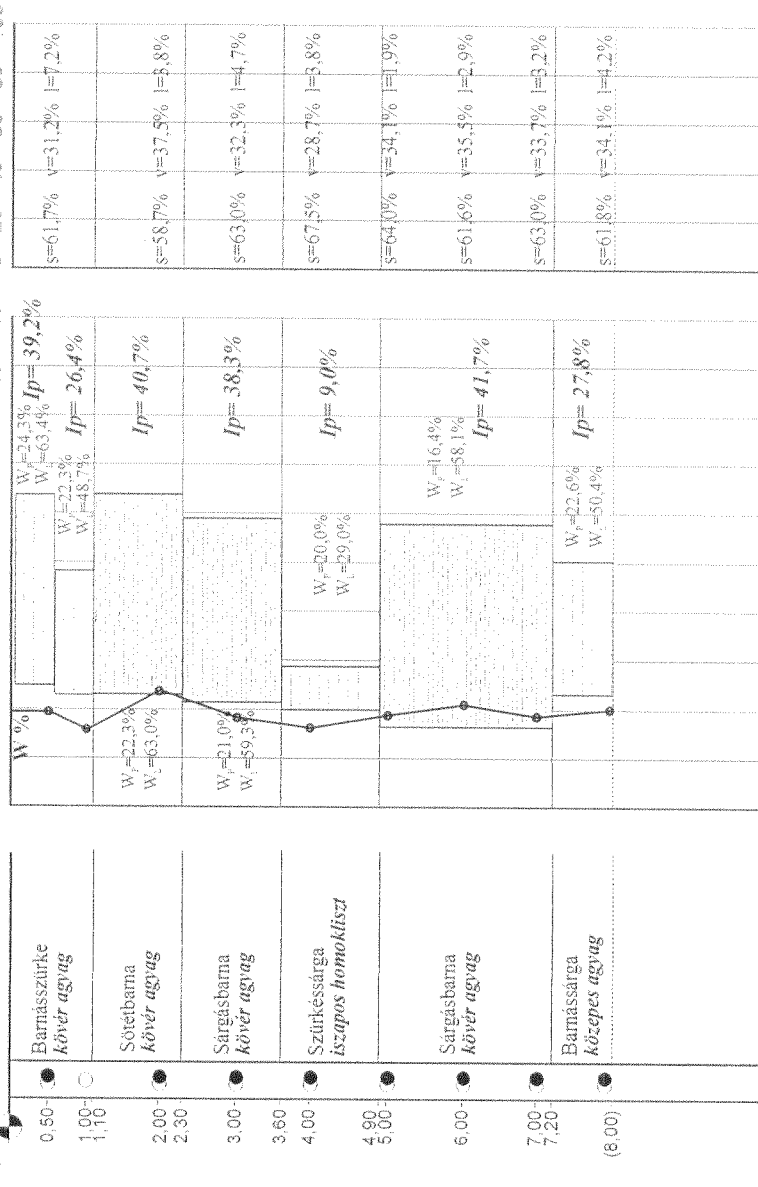 0,50-
1,00-
1,10
2,00-
2,30
3,00-
3,60
4,00-
4,90
5,00-
6,00-
7,00-
7,20
(8,00)
Barnásszürke
kövér agyag
Sötétbarna
kövér agyag
Sárgásbarna
kövér agyag
Szürkéssárga
iszapos homokliszt
Sárgásbarna
kövér agyag
Barnássárga
közepes agyag
W %
Wₚ=24,3%
W_L=63,4%
Ip= 39,2%
Wₚ=22,3%
W_L=48,7%
Ip= 26,4%
Wₚ=22,3%
W_L=63,0%
Ip= 40,7%
Wₚ=21,0%
W_L=59,3%
Ip= 38,3%
Wₚ=20,0%
W_L=29,0%
Ip= 9,0%
Wₚ=16,4%
W_L=58,1%
Ip= 41,7%
Wₚ=22,6%
W_L=50,4%
Ip= 27,8%
s=61,7% v=31,2% l=7,2%
s=58,7% v=37,5% l=3,8%
s=63,0% v=32,3% l=4,7%
s=67,5% v=28,7% l=3,8%
s=64,0% v=34,1% l=1,9%
s=61,6% v=35,5% l=2,9%
s=63,0% v=33,7% l=3,2%
s=61,8% v=34,1% l=4,2%